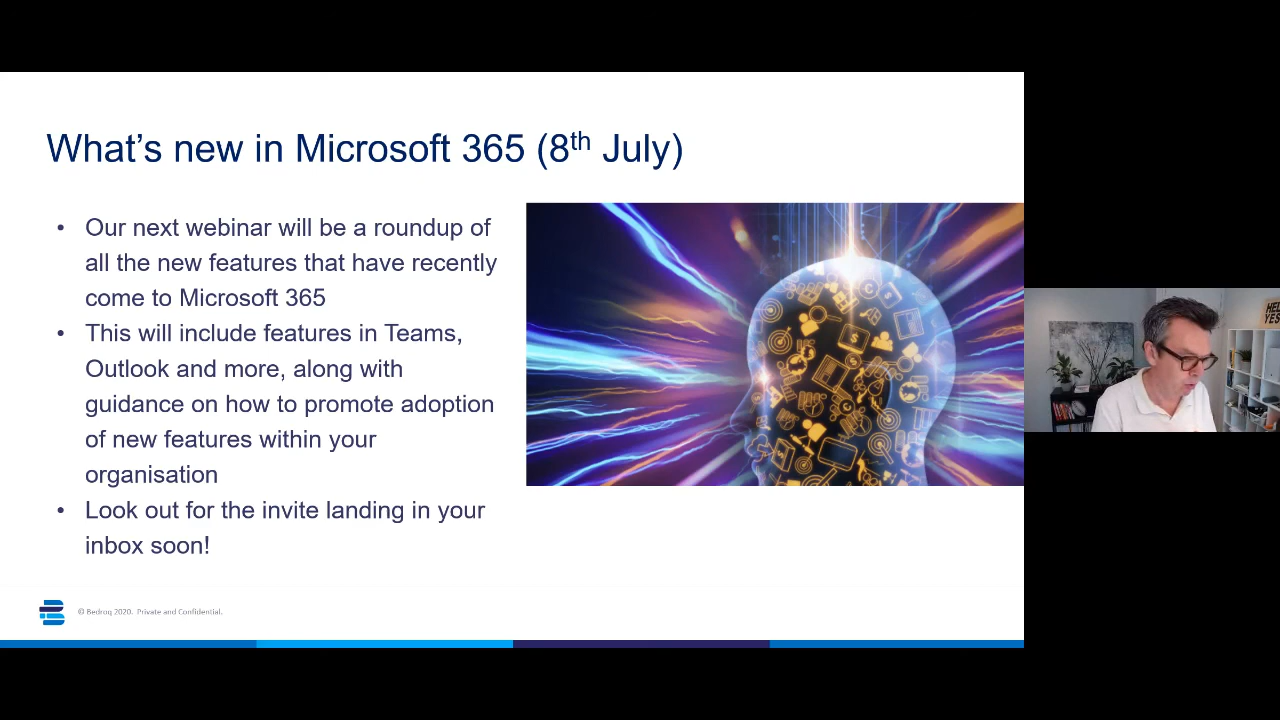 What's new in Microsoft 365 (8th July)
• Our next webinar will be a roundup of
all the new features that have recently
come to Microsoft 365
• This will include features in Teams,
Outlook and more, along with
guidance on how to promote adoption
of new features within your
organisation
• Look out for the invite landing in your
inbox soon!
© Bedroq 2020. Private and Confidential.
YES